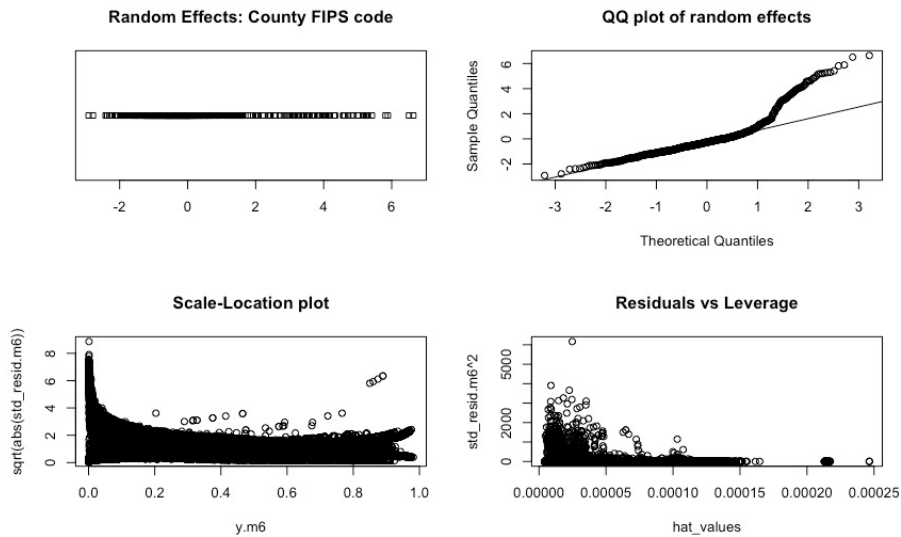 Random Effects: County FIPS code
-2 0 2 4 6
QQ plot of random effects
Sample Quantiles
-2 0 2 4 6
-3 -2 -1 0 1 2 3
Theoretical Quantiles
Scale-Location plot
sqrt(abs(std_resid.m6))
0 2 4 6 8
0.0 0.2 0.4 0.6 0.8 1.0
y.m6
Residuals vs Leverage
std_resid.m6^2
0 2000 5000
0.00000 0.00005 0.00010 0.00015 0.00020 0.00025
hat_values